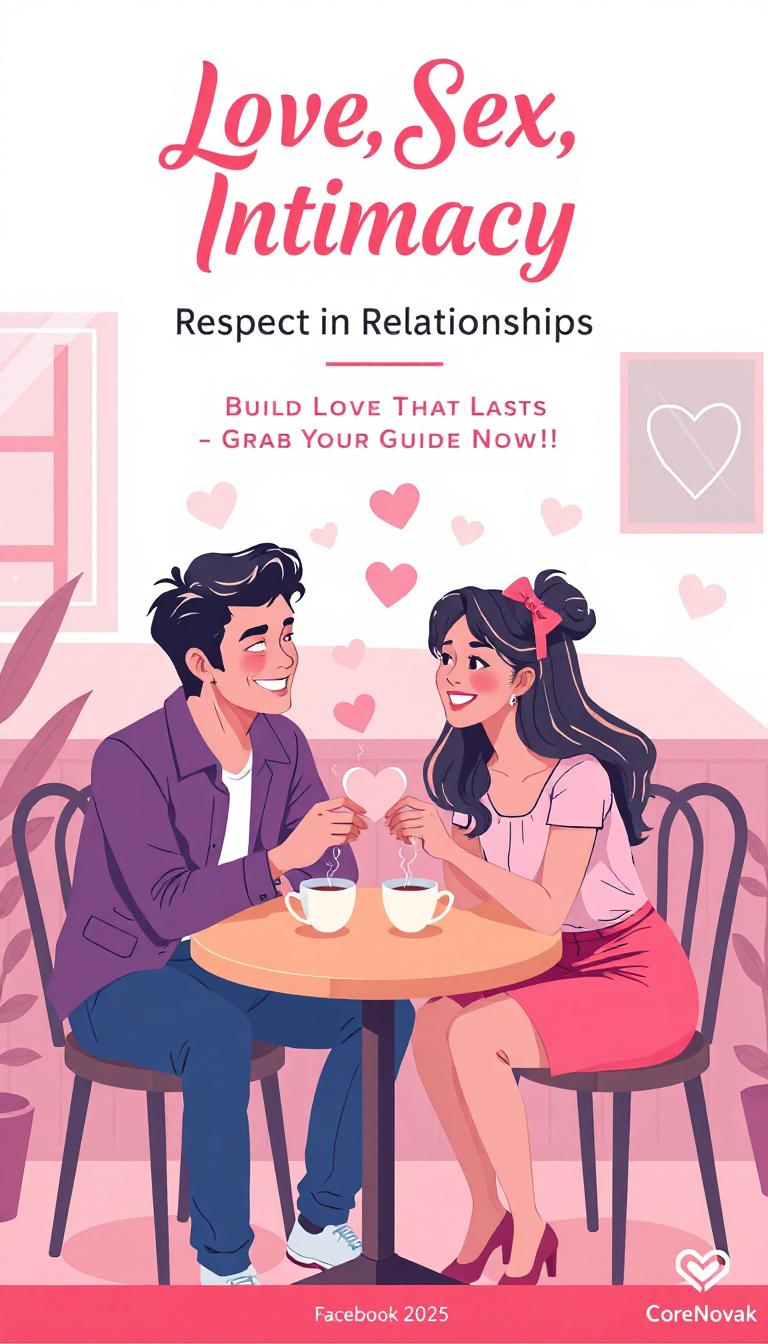 Love, Sex,
Intimacy
Respect in Relationships
Build Love That Lasts
– Grab Your Guide Now!!
Facebook 2025
CoreNovak